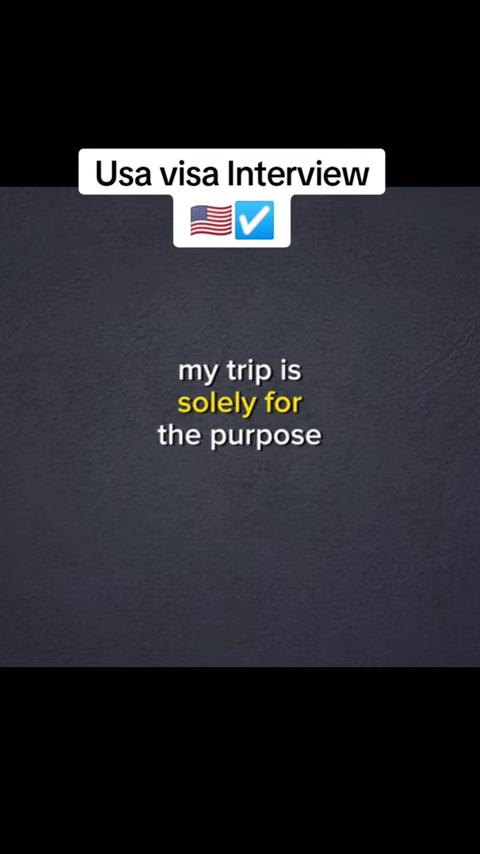 Usa visa Interview
🇺🇸☑️
my trip is
solely for
the purpose